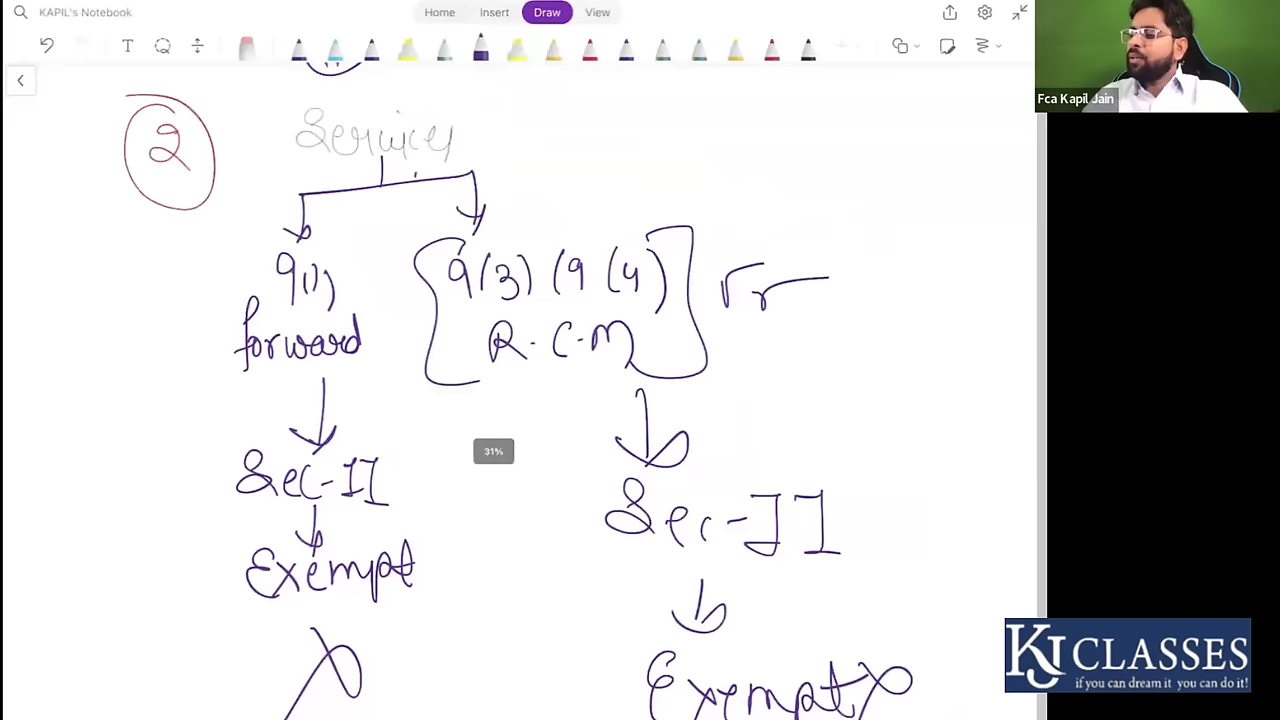 KAPIL's Notebook
Home Insert Draw View
T
Fca Kapil Jain
2
Services
9(1) 9(3) (9 (4)
forward R.C.M
Sec-II Sec-II
Exempt
31%
Exempt
KJ CLASSES
if you can dream it you can do it!